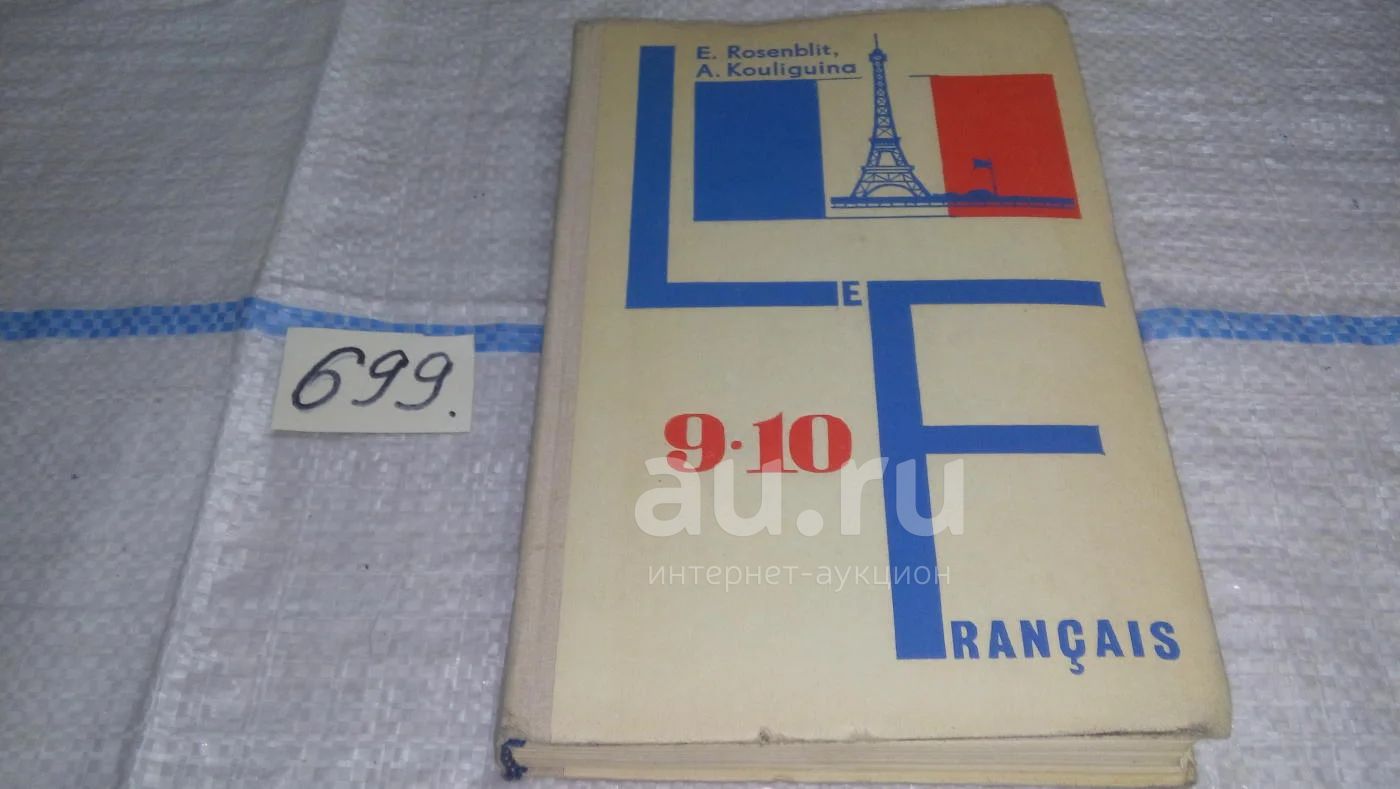 E. Rosenblit,
A. Kouliguina
LE FRANÇAIS
9·10
699.
au.ru
интернет-аукцион